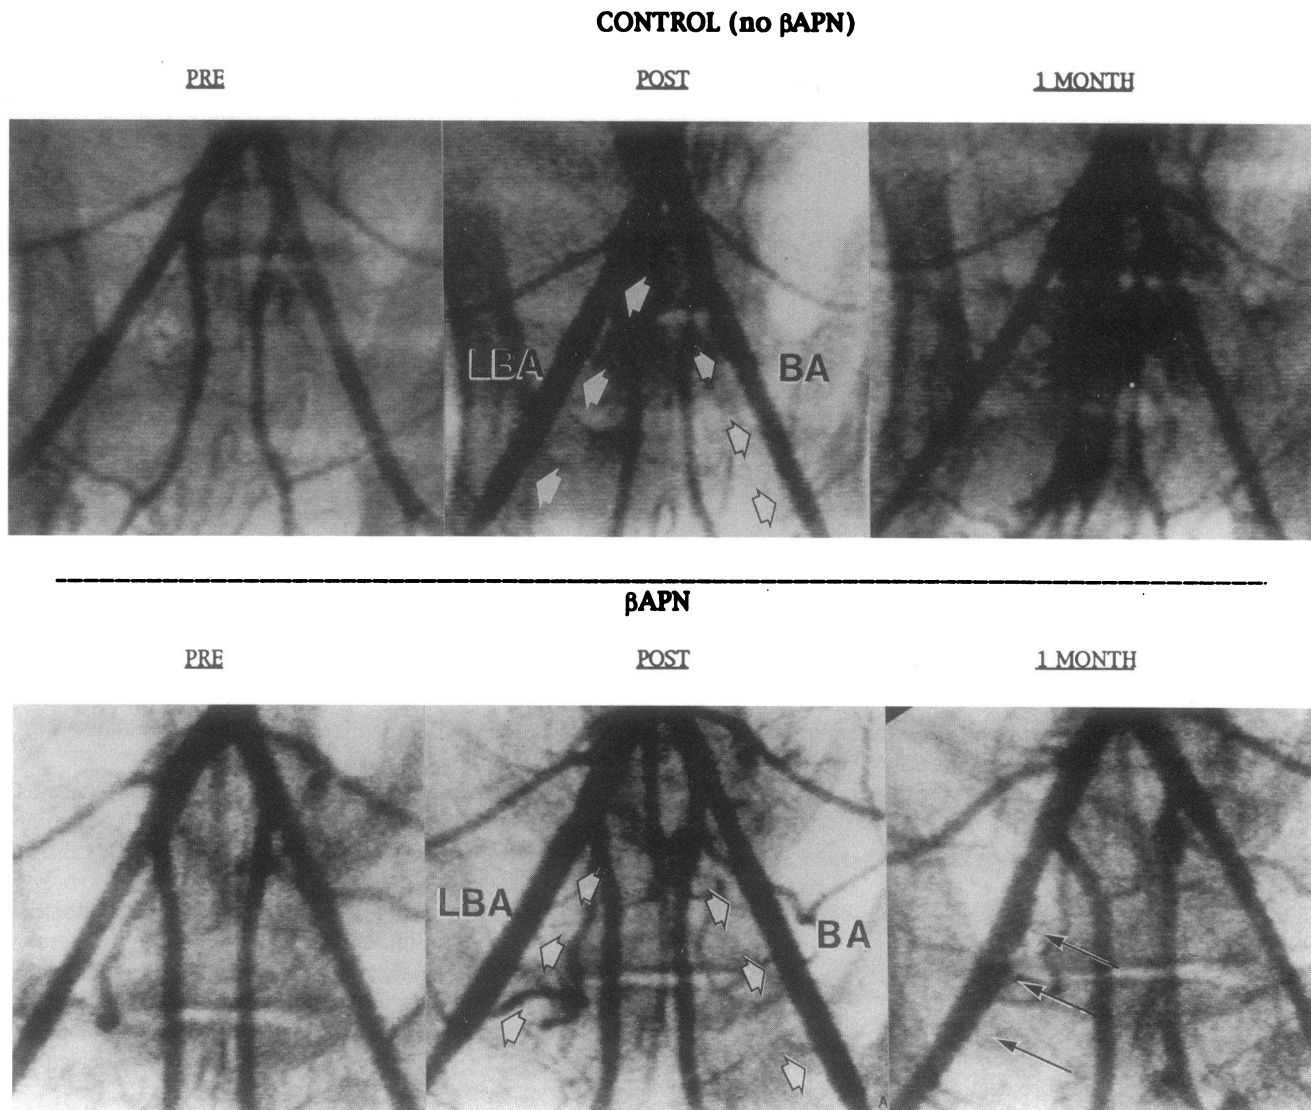 CONTROL (no βAPN)
PRE POST 1 MONTH
LBA BA
βAPN
PRE POST 1 MONTH
LBA BA
A